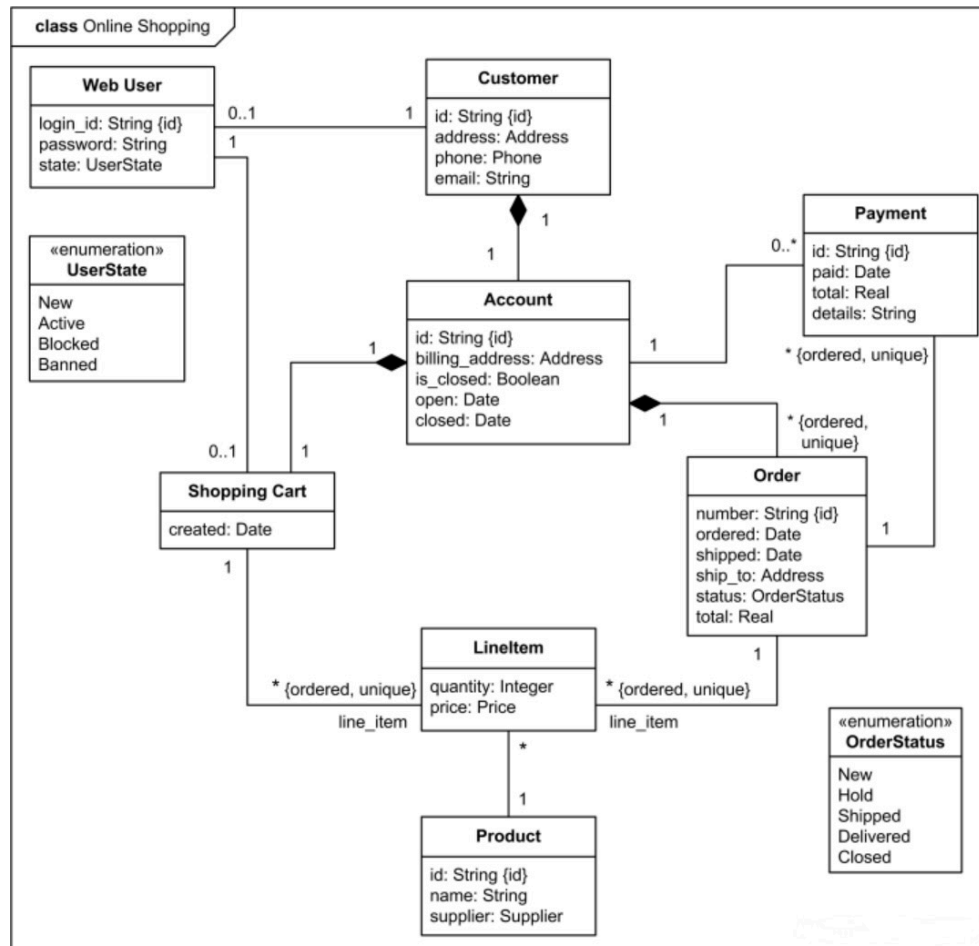 class Online Shopping
Web User
login_id: String {id}
password: String
state: UserState
0..1
1
1
Customer
id: String {id}
address: Address
phone: Phone
email: String
1
1
«enumeration»
UserState
New
Active
Blocked
Banned
Payment
id: String {id}
paid: Date
total: Real
details: String
0..*
Account
id: String {id}
billing_address: Address
is_closed: Boolean
open: Date
closed: Date
1
1
* {ordered, unique}
1
* {ordered,
unique}
0..1
1
Shopping Cart
created: Date
1
Order
number: String {id}
ordered: Date
shipped: Date
ship_to: Address
status: OrderStatus
total: Real
1
1
LineItem
quantity: Integer
price: Price
* {ordered, unique}
line_item
* {ordered, unique}
line_item
*
1
Product
id: String {id}
name: String
supplier: Supplier
«enumeration»
OrderStatus
New
Hold
Shipped
Delivered
Closed